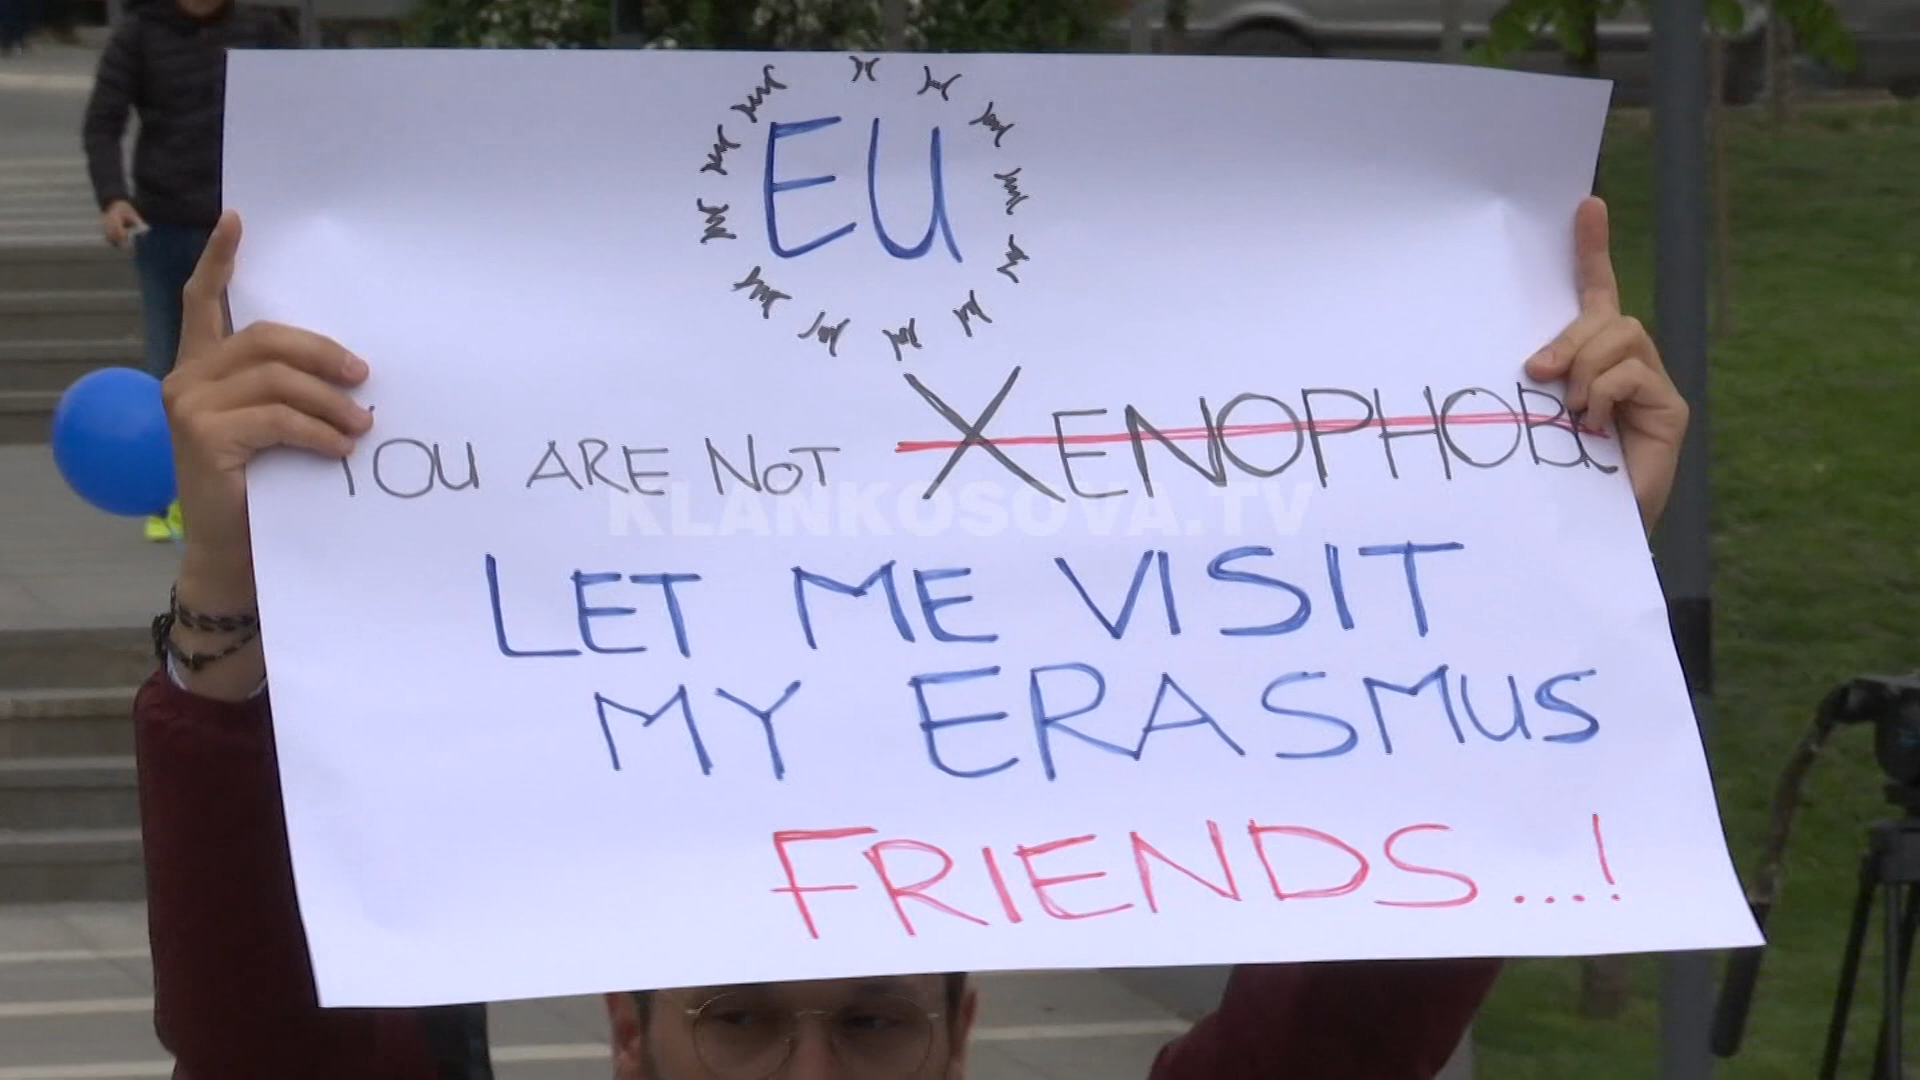 EU
YOU ARE NOT XENOPHOBE
KLANKOSOVA.TV
LET ME VISIT
MY ERASMUS
FRIENDS...!